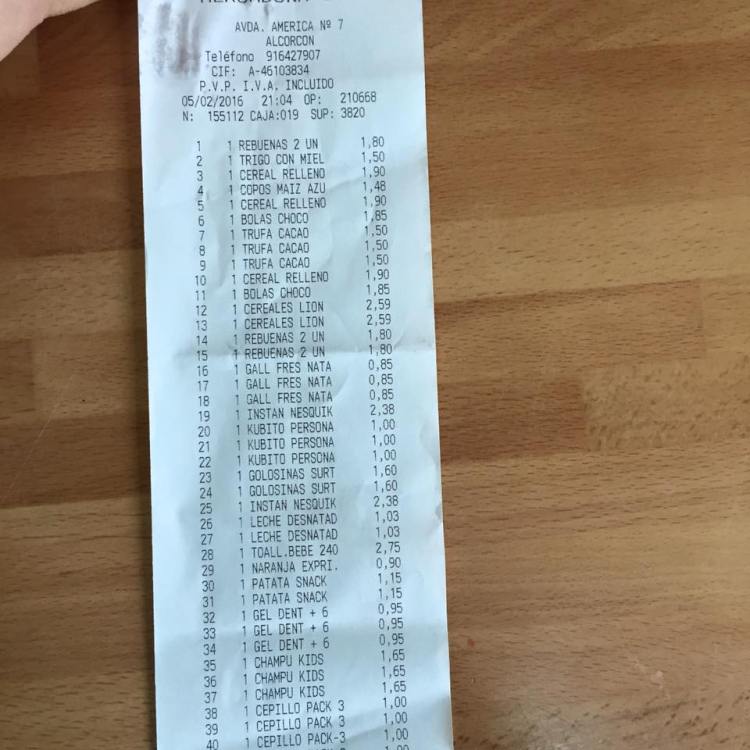 AVDA. AMERICA Nº 7
ALCORCON
Teléfono 916427907
CIF: A-46103834
P.V.P. I.V.A. INCLUIDO
05/02/2016 21:04 OP: 210668
N: 155112 CAJA:019 SUP: 3820
1 1 REBUENAS 2 UN 1,80
2 1 TRIGO CON MIEL 1,50
3 1 CEREAL RELLENO 1,90
4 1 COPOS MAIZ AZU 1,48
5 1 CEREAL RELLENO 1,90
6 1 BOLAS CHOCO 1,85
7 1 TRUFA CACAO 1,50
8 1 TRUFA CACAO 1,50
9 1 TRUFA CACAO 1,50
10 1 CEREAL RELLENO 1,90
11 1 BOLAS CHOCO 1,85
12 1 CEREALES LION 2,59
13 1 CEREALES LION 2,59
14 1 REBUENAS 2 UN 1,80
15 1 REBUENAS 2 UN 1,80
16 1 GALL FRES NATA 0,85
17 1 GALL FRES NATA 0,85
18 1 GALL FRES NATA 0,85
19 1 INSTAN NESQUIK 2,38
20 1 KUBITO PERSONA 1,00
21 1 KUBITO PERSONA 1,00
22 1 KUBITO PERSONA 1,00
23 1 GOLOSINAS SURT 1,60
24 1 GOLOSINAS SURT 1,60
25 1 INSTAN NESQUIK 2,38
26 1 LECHE DESNATAD 1,03
27 1 LECHE DESNATAD 1,03
28 1 TOALL.BEBE 240 2,75
29 1 NARANJA EXPRI. 0,90
30 1 PATATA SNACK 1,15
31 1 PATATA SNACK 1,15
32 1 GEL DENT + 6 0,95
33 1 GEL DENT + 6 0,95
34 1 GEL DENT + 6 0,95
35 1 CHAMPU KIDS 1,65
36 1 CHAMPU KIDS 1,65
37 1 CHAMPU KIDS 1,65
38 1 CEPILLO PACK 3 1,00
39 1 CEPILLO PACK 3 1,00
40 1 CEPILLO PACK-3 1,00